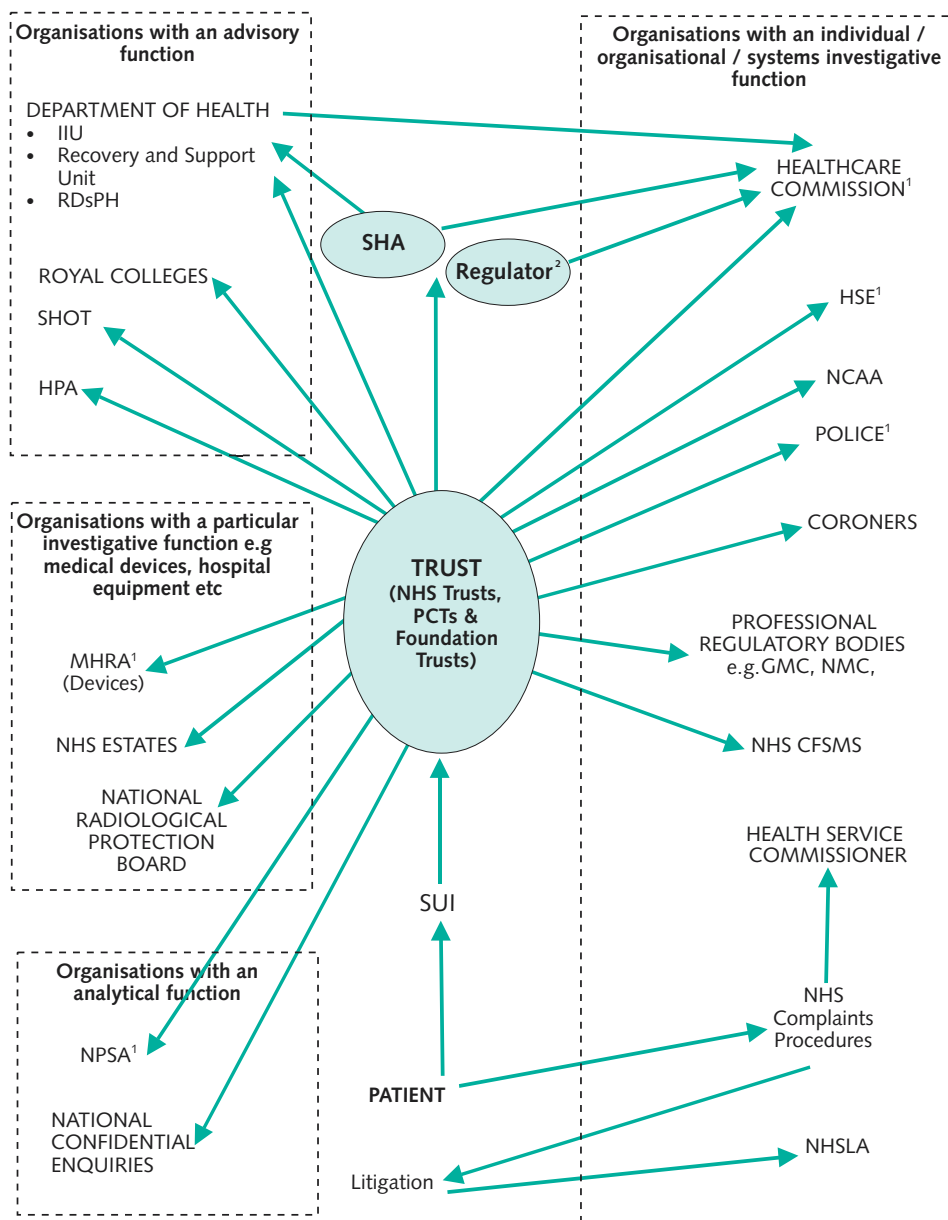 Organisations with an advisory
function
DEPARTMENT OF HEALTH
• IIU
• Recovery and Support
Unit
• RDsPH
ROYAL COLLEGES
SHOT
HPA
Organisations with an individual /
organisational / systems investigative
function
HEALTHCARE
COMMISSION¹
HSE¹
NCAA
POLICE¹
CORONERS
PROFESSIONAL
REGULATORY BODIES
e.g.GMC, NMC,
NHS CFSMS
HEALTH SERVICE
COMMISSIONER
NHS
Complaints
Procedures
NHSLA
SHA
Regulator²
TRUST
(NHS Trusts,
PCTs &
Foundation
Trusts)
SUI
PATIENT
Litigation
Organisations with a particular
investigative function e.g
medical devices, hospital
equipment etc
MHRA¹
(Devices)
NHS ESTATES
NATIONAL
RADIOLOGICAL
PROTECTION
BOARD
Organisations with an
analytical function
NPSA¹
NATIONAL
CONFIDENTIAL
ENQUIRIES